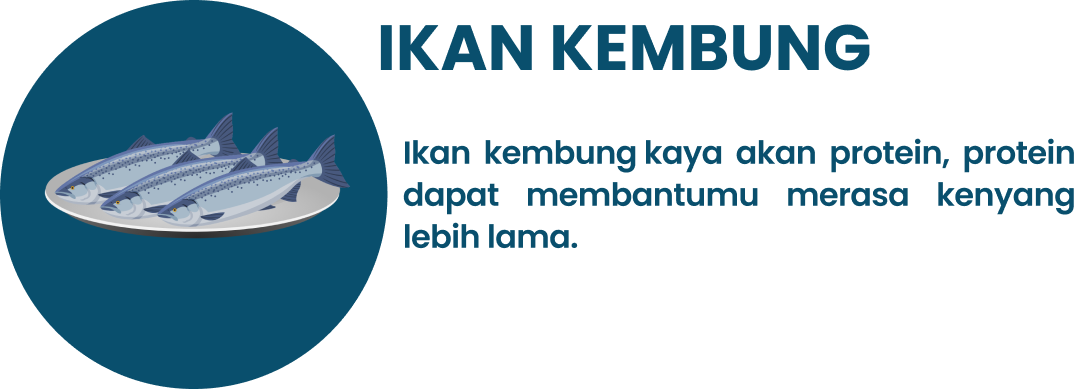 IKAN KEMBUNG
Ikan kembung kaya akan protein, protein
dapat membantumu merasa kenyang
lebih lama.